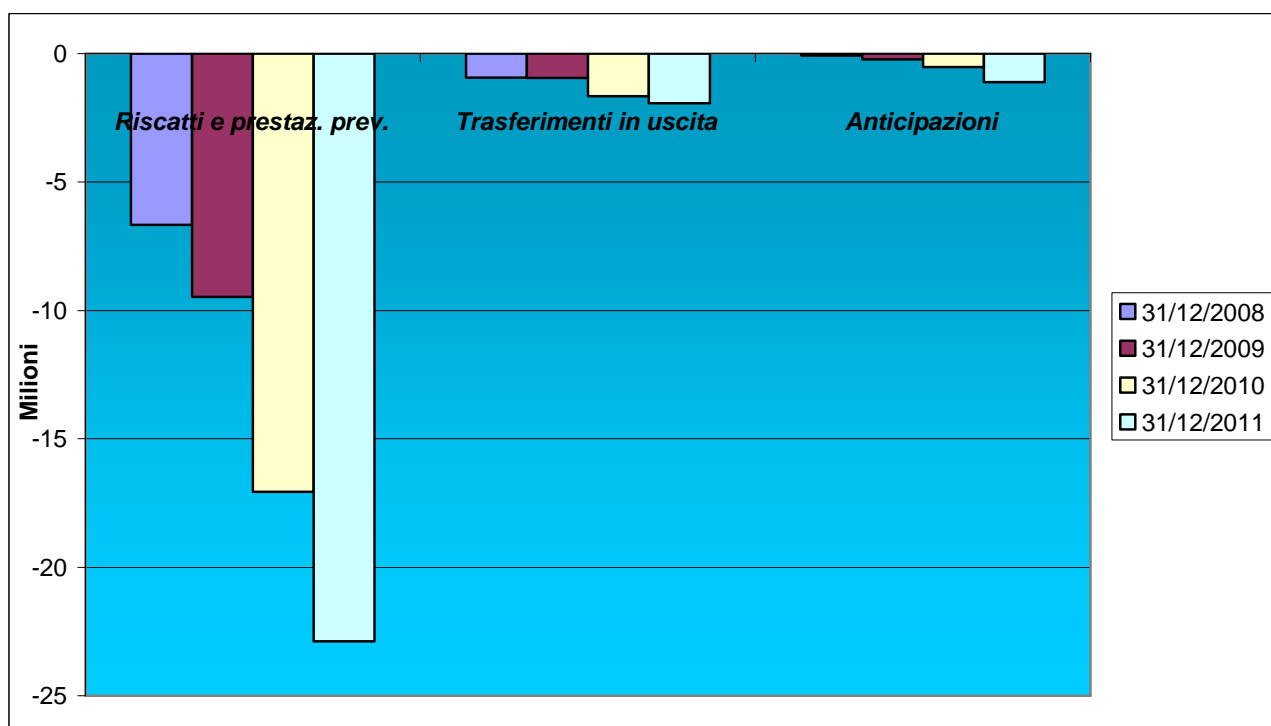 0
-5
-10
-15
-20
-25
Milioni
Riscatti e prestaz. prev.
Trasferimenti in uscita
Anticipazioni
31/12/2008
31/12/2009
31/12/2010
31/12/2011